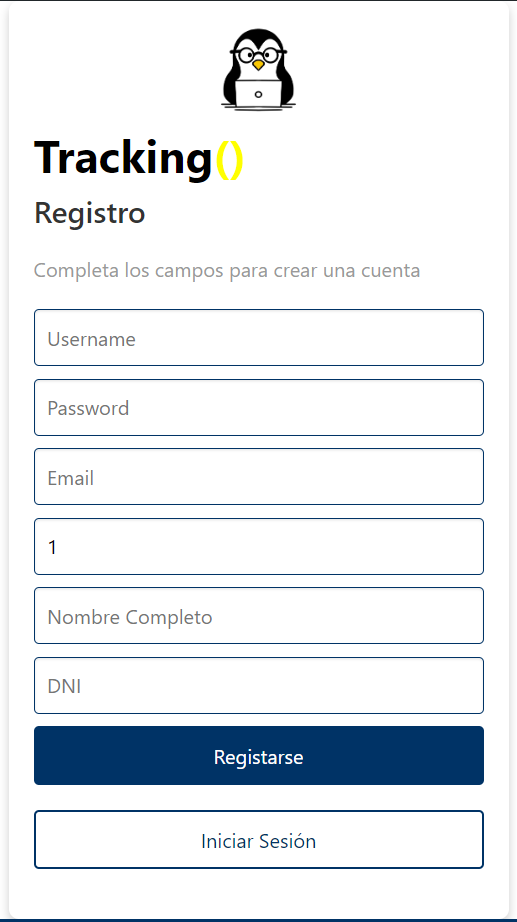 Tracking()
Registro
Completa los campos para crear una cuenta
Username
Password
Email
1
Nombre Completo
DNI
Registarse
Iniciar Sesión